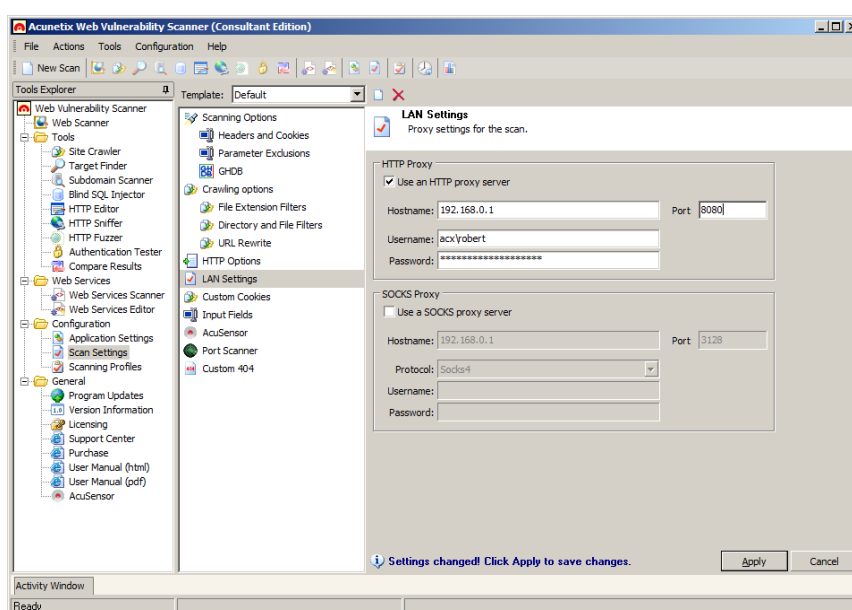 Acunetix Web Vulnerability Scanner (Consultant Edition)
File Actions Tools Configuration Help
New Scan
Tools Explorer
Web Vulnerability Scanner
Web Scanner
Tools
Site Crawler
Target Finder
Subdomain Scanner
Blind SQL Injector
HTTP Editor
HTTP Sniffer
HTTP Fuzzer
Authentication Tester
Compare Results
Web Services
Web Services Scanner
Web Services Editor
Configuration
Application Settings
Scan Settings
Scanning Profiles
General
Program Updates
Version Information
Licensing
Support Center
Purchase
User Manual (html)
User Manual (pdf)
AcuSensor
Template: Default
Scanning Options
Headers and Cookies
Parameter Exclusions
GHDB
Crawling options
File Extension Filters
Directory and File Filters
URL Rewrite
HTTP Options
LAN Settings
Custom Cookies
Input Fields
AcuSensor
Port Scanner
Custom 404
LAN Settings
Proxy settings for the scan.
HTTP Proxy
Use an HTTP proxy server
Hostname: 192.168.0.1 Port 8080
Username: acx\robert
Password: *******************
SOCKS Proxy
Use a SOCKS proxy server
Hostname: 192.168.0.1 Port 3128
Protocol: Socks4
Username:
Password:
Settings changed! Click Apply to save changes.
Apply Cancel
Activity Window
Ready